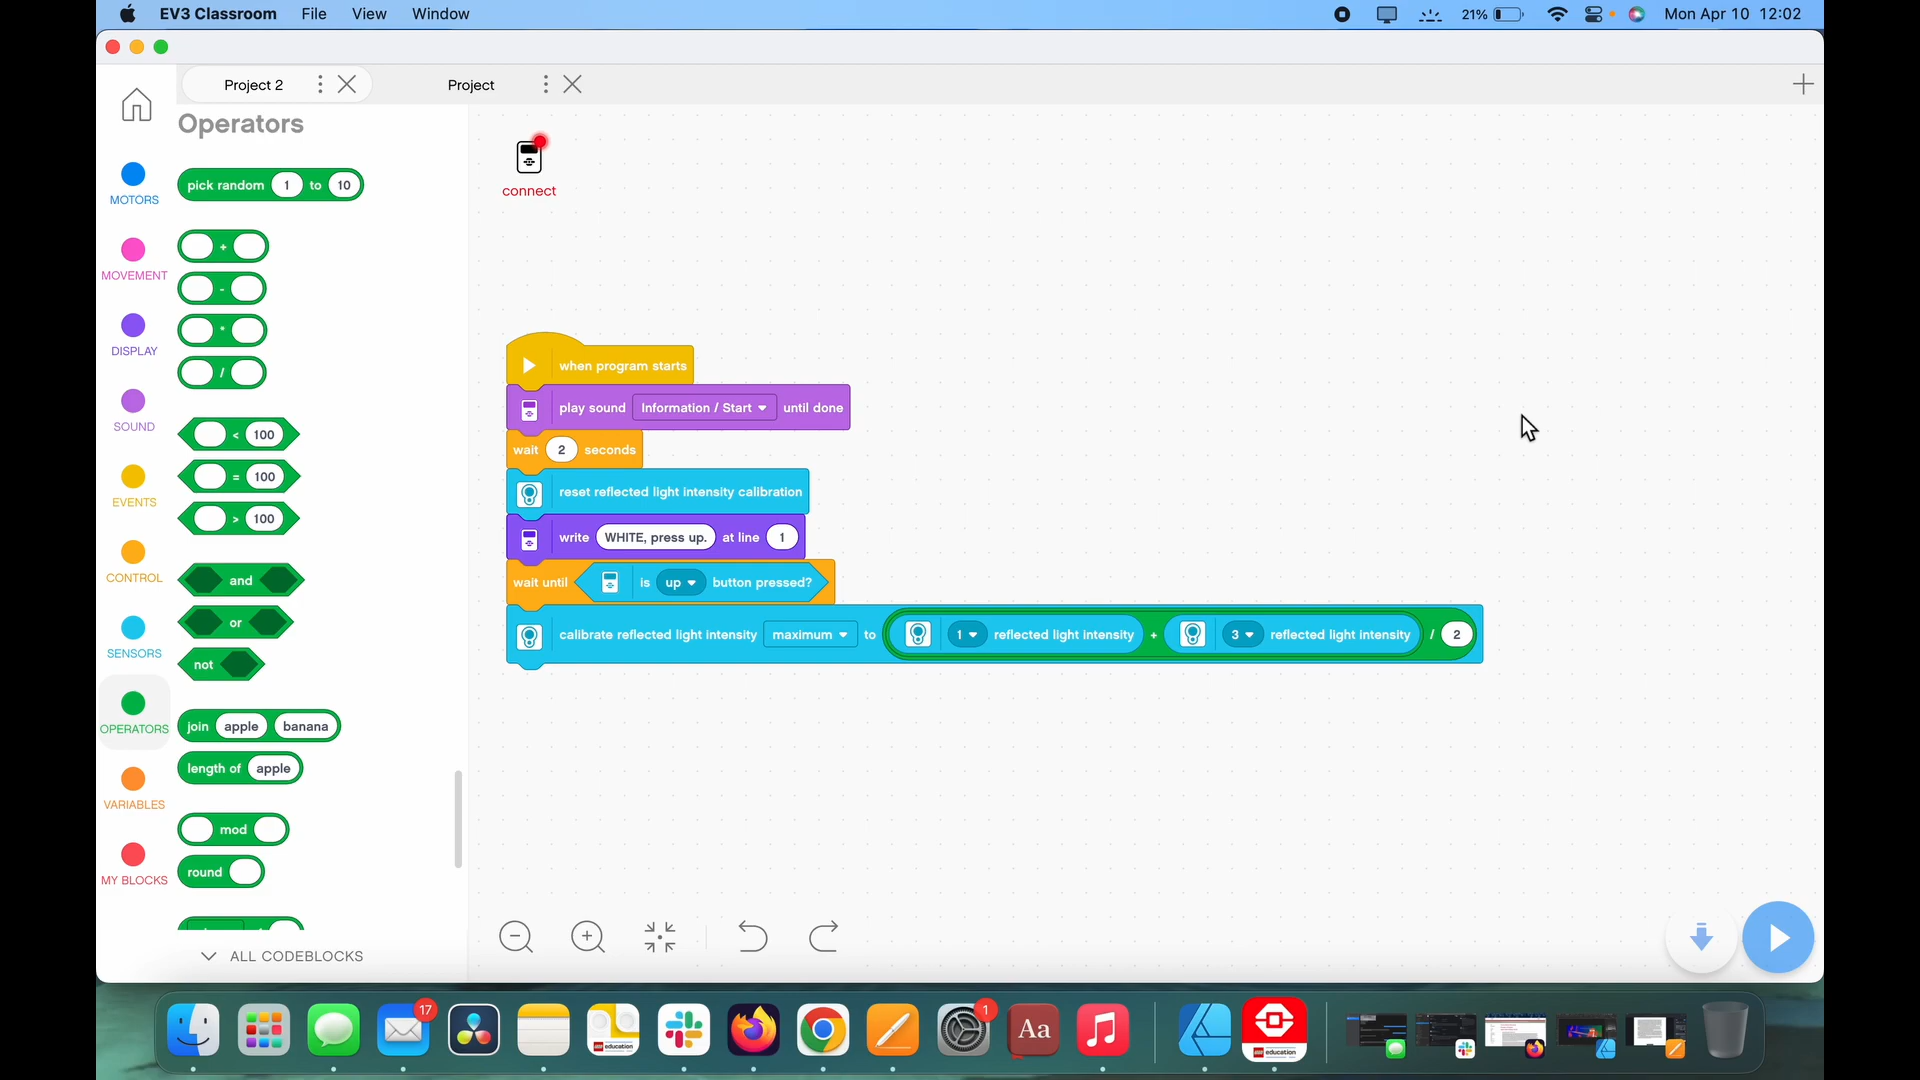 EV3 Classroom File View Window 21% Mon Apr 10 12:02
Project 2 Project
Operators
connect
MOTORS
MOVEMENT
DISPLAY
SOUND
EVENTS
CONTROL
SENSORS
OPERATORS
VARIABLES
MY BLOCKS
pick random 1 to 10
+
-
*
/
< 100
= 100
> 100
and
or
not
join apple banana
length of apple
mod
round
ALL CODEBLOCKS
when program starts
play sound Information / Start until done
wait 2 seconds
reset reflected light intensity calibration
write WHITE, press up. at line 1
wait until is up button pressed?
calibrate reflected light intensity maximum to 1 reflected light intensity + 3 reflected light intensity / 2
17
1
Aa
education
education